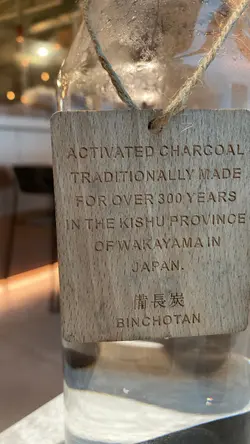 ACTIVATED CHARCOAL
TRADITIONALLY MADE
FOR OVER 300 YEARS
IN THE KISHU PROVINCE
OF WAKAYAMA IN
JAPAN.
備長炭
BINCHOTAN